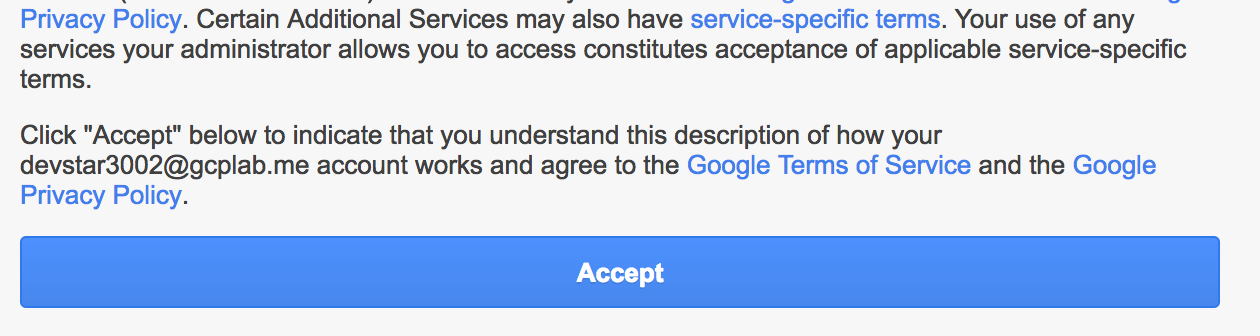 Privacy Policy. Certain Additional Services may also have service-specific terms. Your use of any
services your administrator allows you to access constitutes acceptance of applicable service-specific
terms.
Click "Accept" below to indicate that you understand this description of how your
devstar3002@gcplab.me account works and agree to the Google Terms of Service and the Google
Privacy Policy.
Accept